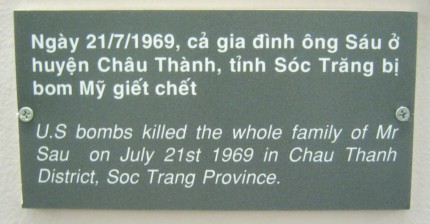 Ngày 21/7/1969, cả gia đình ông Sáu ở
huyện Châu Thành, tỉnh Sóc Trăng bị
bom Mỹ giết chết
U.S bombs killed the whole family of Mr
Sau on July 21st 1969 in Chau Thanh
District, Soc Trang Province.